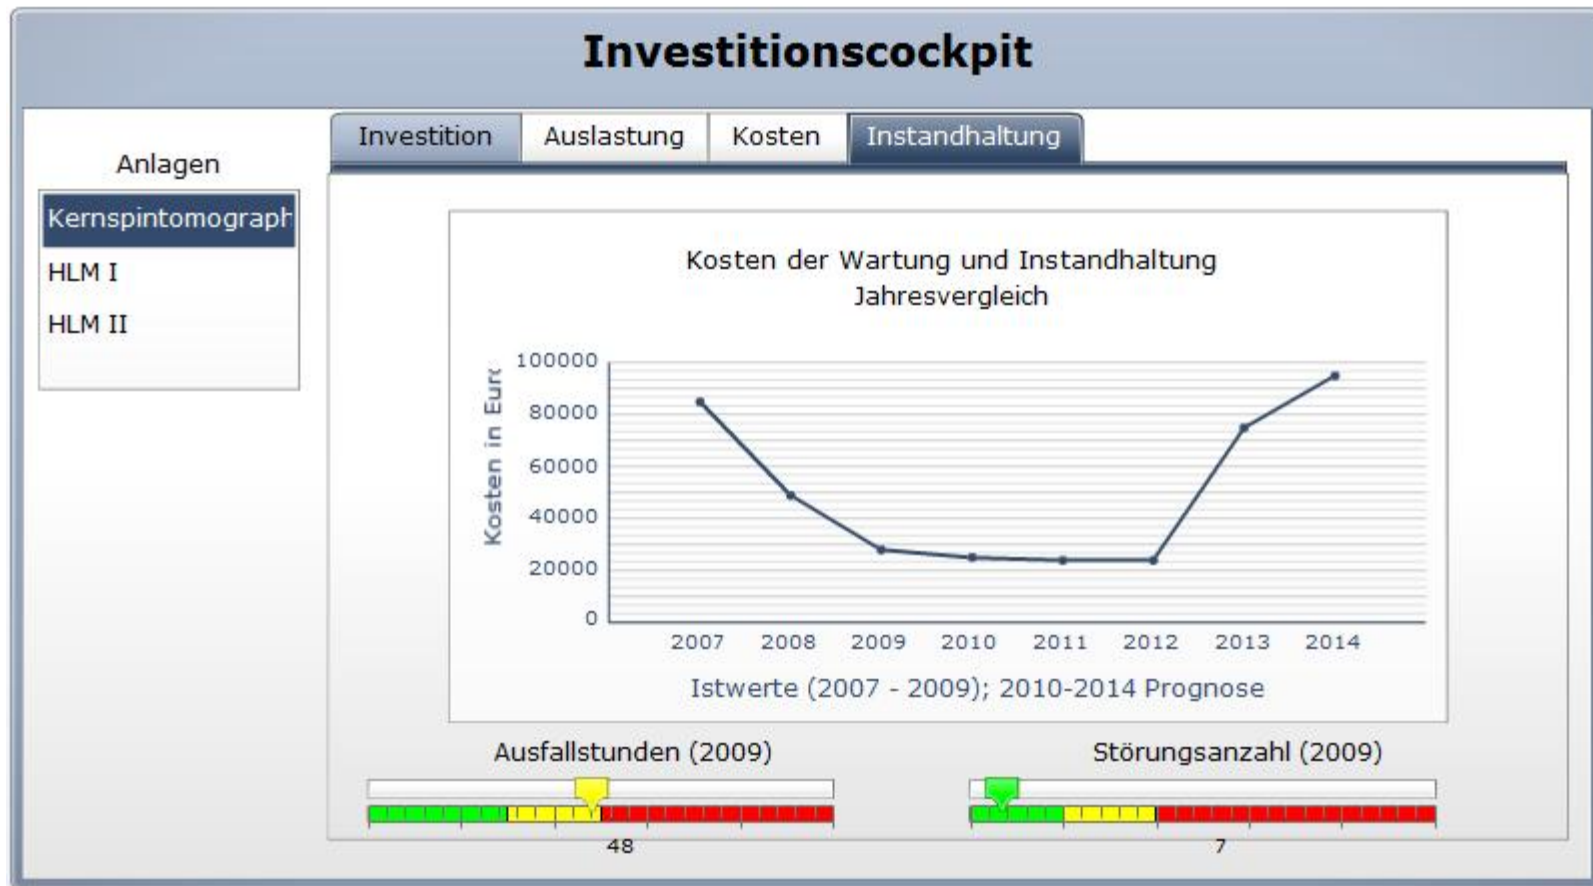 Investitionscockpit
Anlagen
Kernspintomograph
HLM I
HLM II
Investition
Auslastung
Kosten
Instandhaltung
Kosten der Wartung und Instandhaltung
Jahresvergleich
Kosten in Euro
100000
80000
60000
40000
20000
0
2007 2008 2009 2010 2011 2012 2013 2014
Istwerte (2007 - 2009); 2010-2014 Prognose
Ausfallstunden (2009)
48
Störungsanzahl (2009)
7